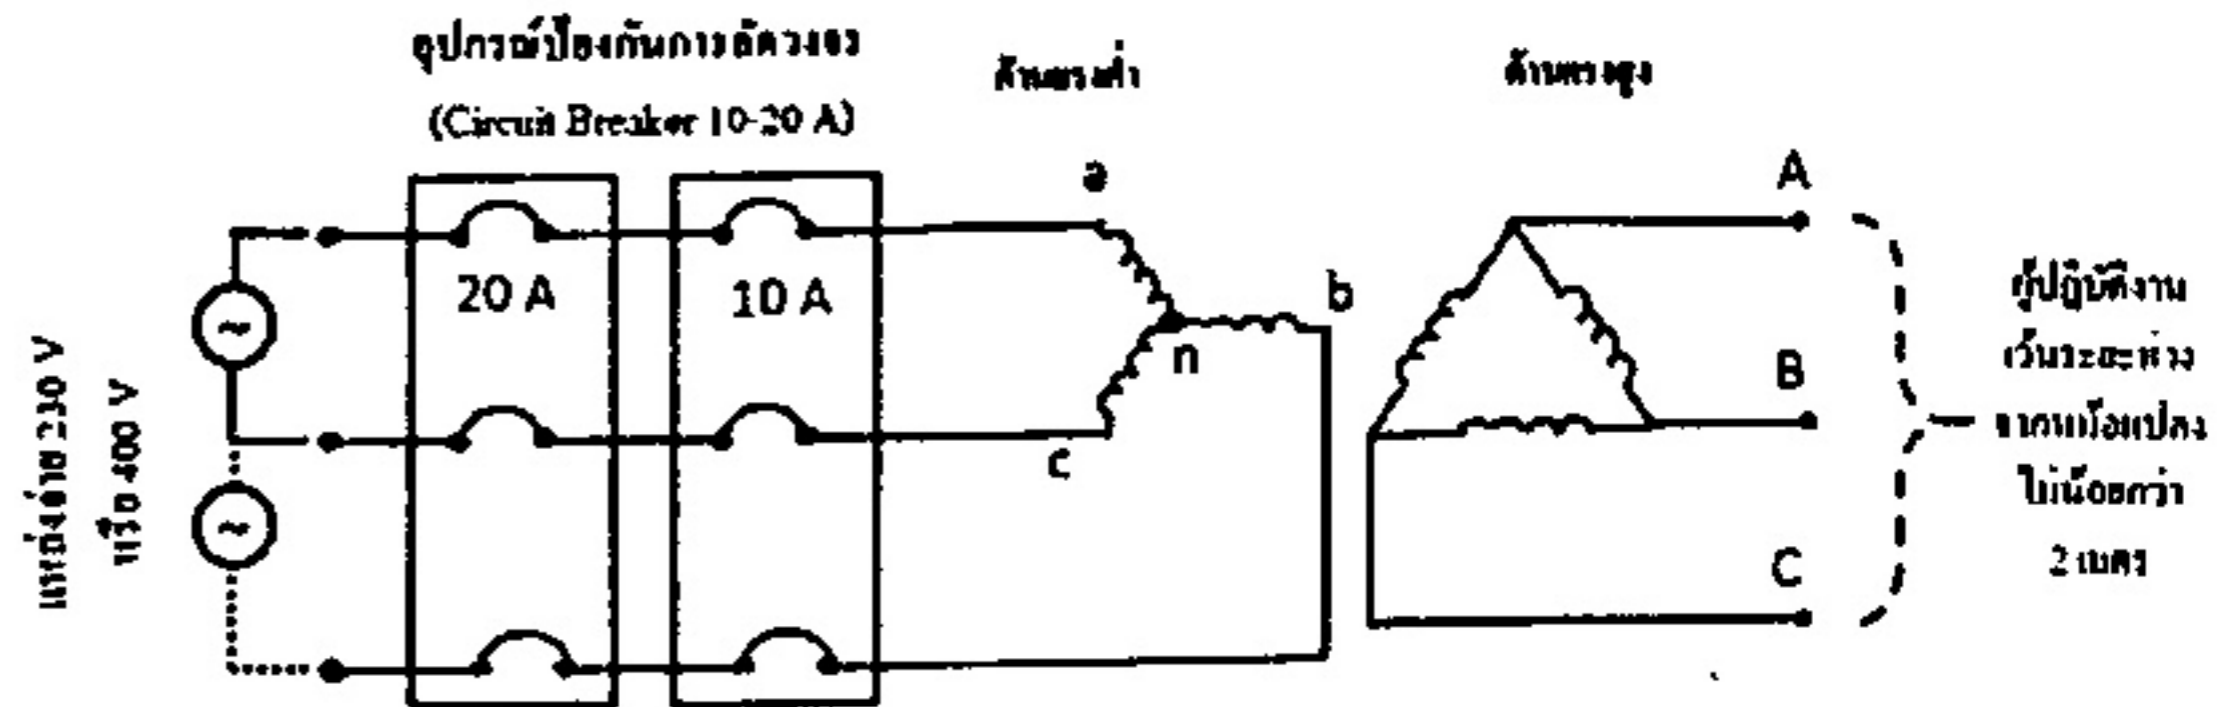 อุปกรณ์ป้องกันการลัดวงจร
(Circuit Breaker 10-20 A)
ด้านแรงต่ำ
ด้านแรงสูง
แหล่งจ่าย 230 V
หรือ 400 V
20 A
10 A
~
~
a
b
n
c
A
B
C
ผู้ปฏิบัติงาน
เว้นระยะห่าง
จากหม้อแปลง
ไม่น้อยกว่า
2 เมตร